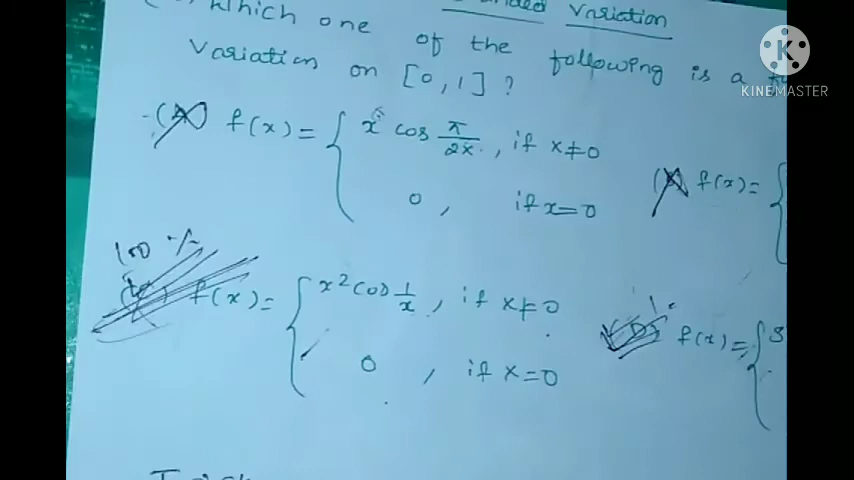 Variation
which one of the following is a
variation on [0,1] ?
(A) f(x) = { x cos π/2x, if x≠0
0, if x=0
f(x) = {
100 %
f(x) = { x² cos 1/x, if x≠0
0, if x=0
(D) f(x) = {
KINEMASTER